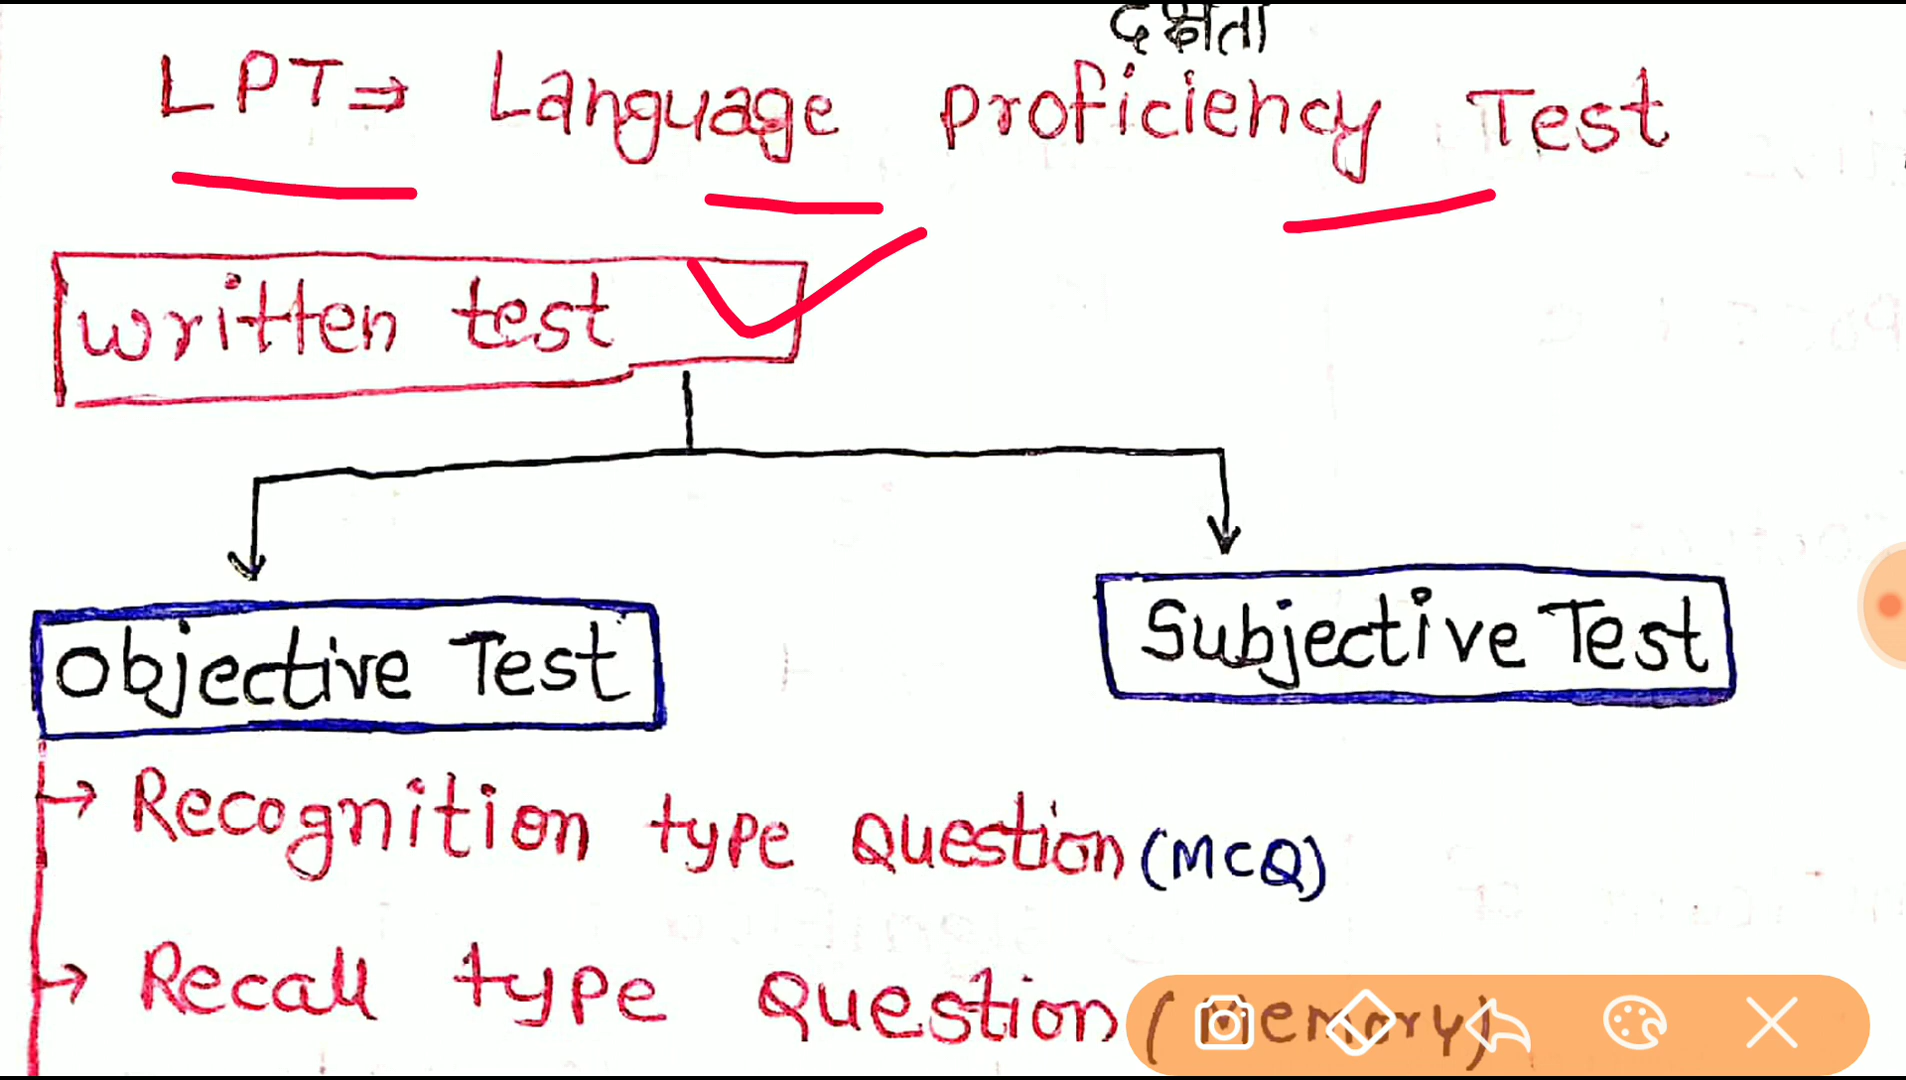 दक्षता
LPT ⇒ Language Proficiency Test
written test
Objective Test
Subjective Test
→ Recognition type Question (MCQ)
→ Recall type Question (Memory)